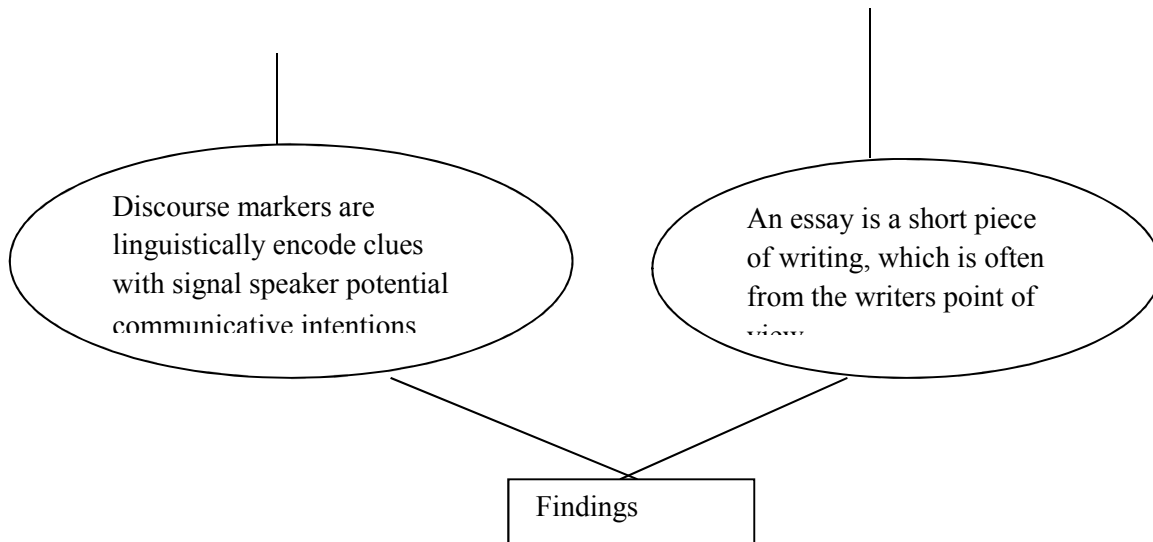 Discourse markers are
linguistically encode clues
with signal speaker potential
communicative intentions
An essay is a short piece
of writing, which is often
from the writers point of
view
Findings